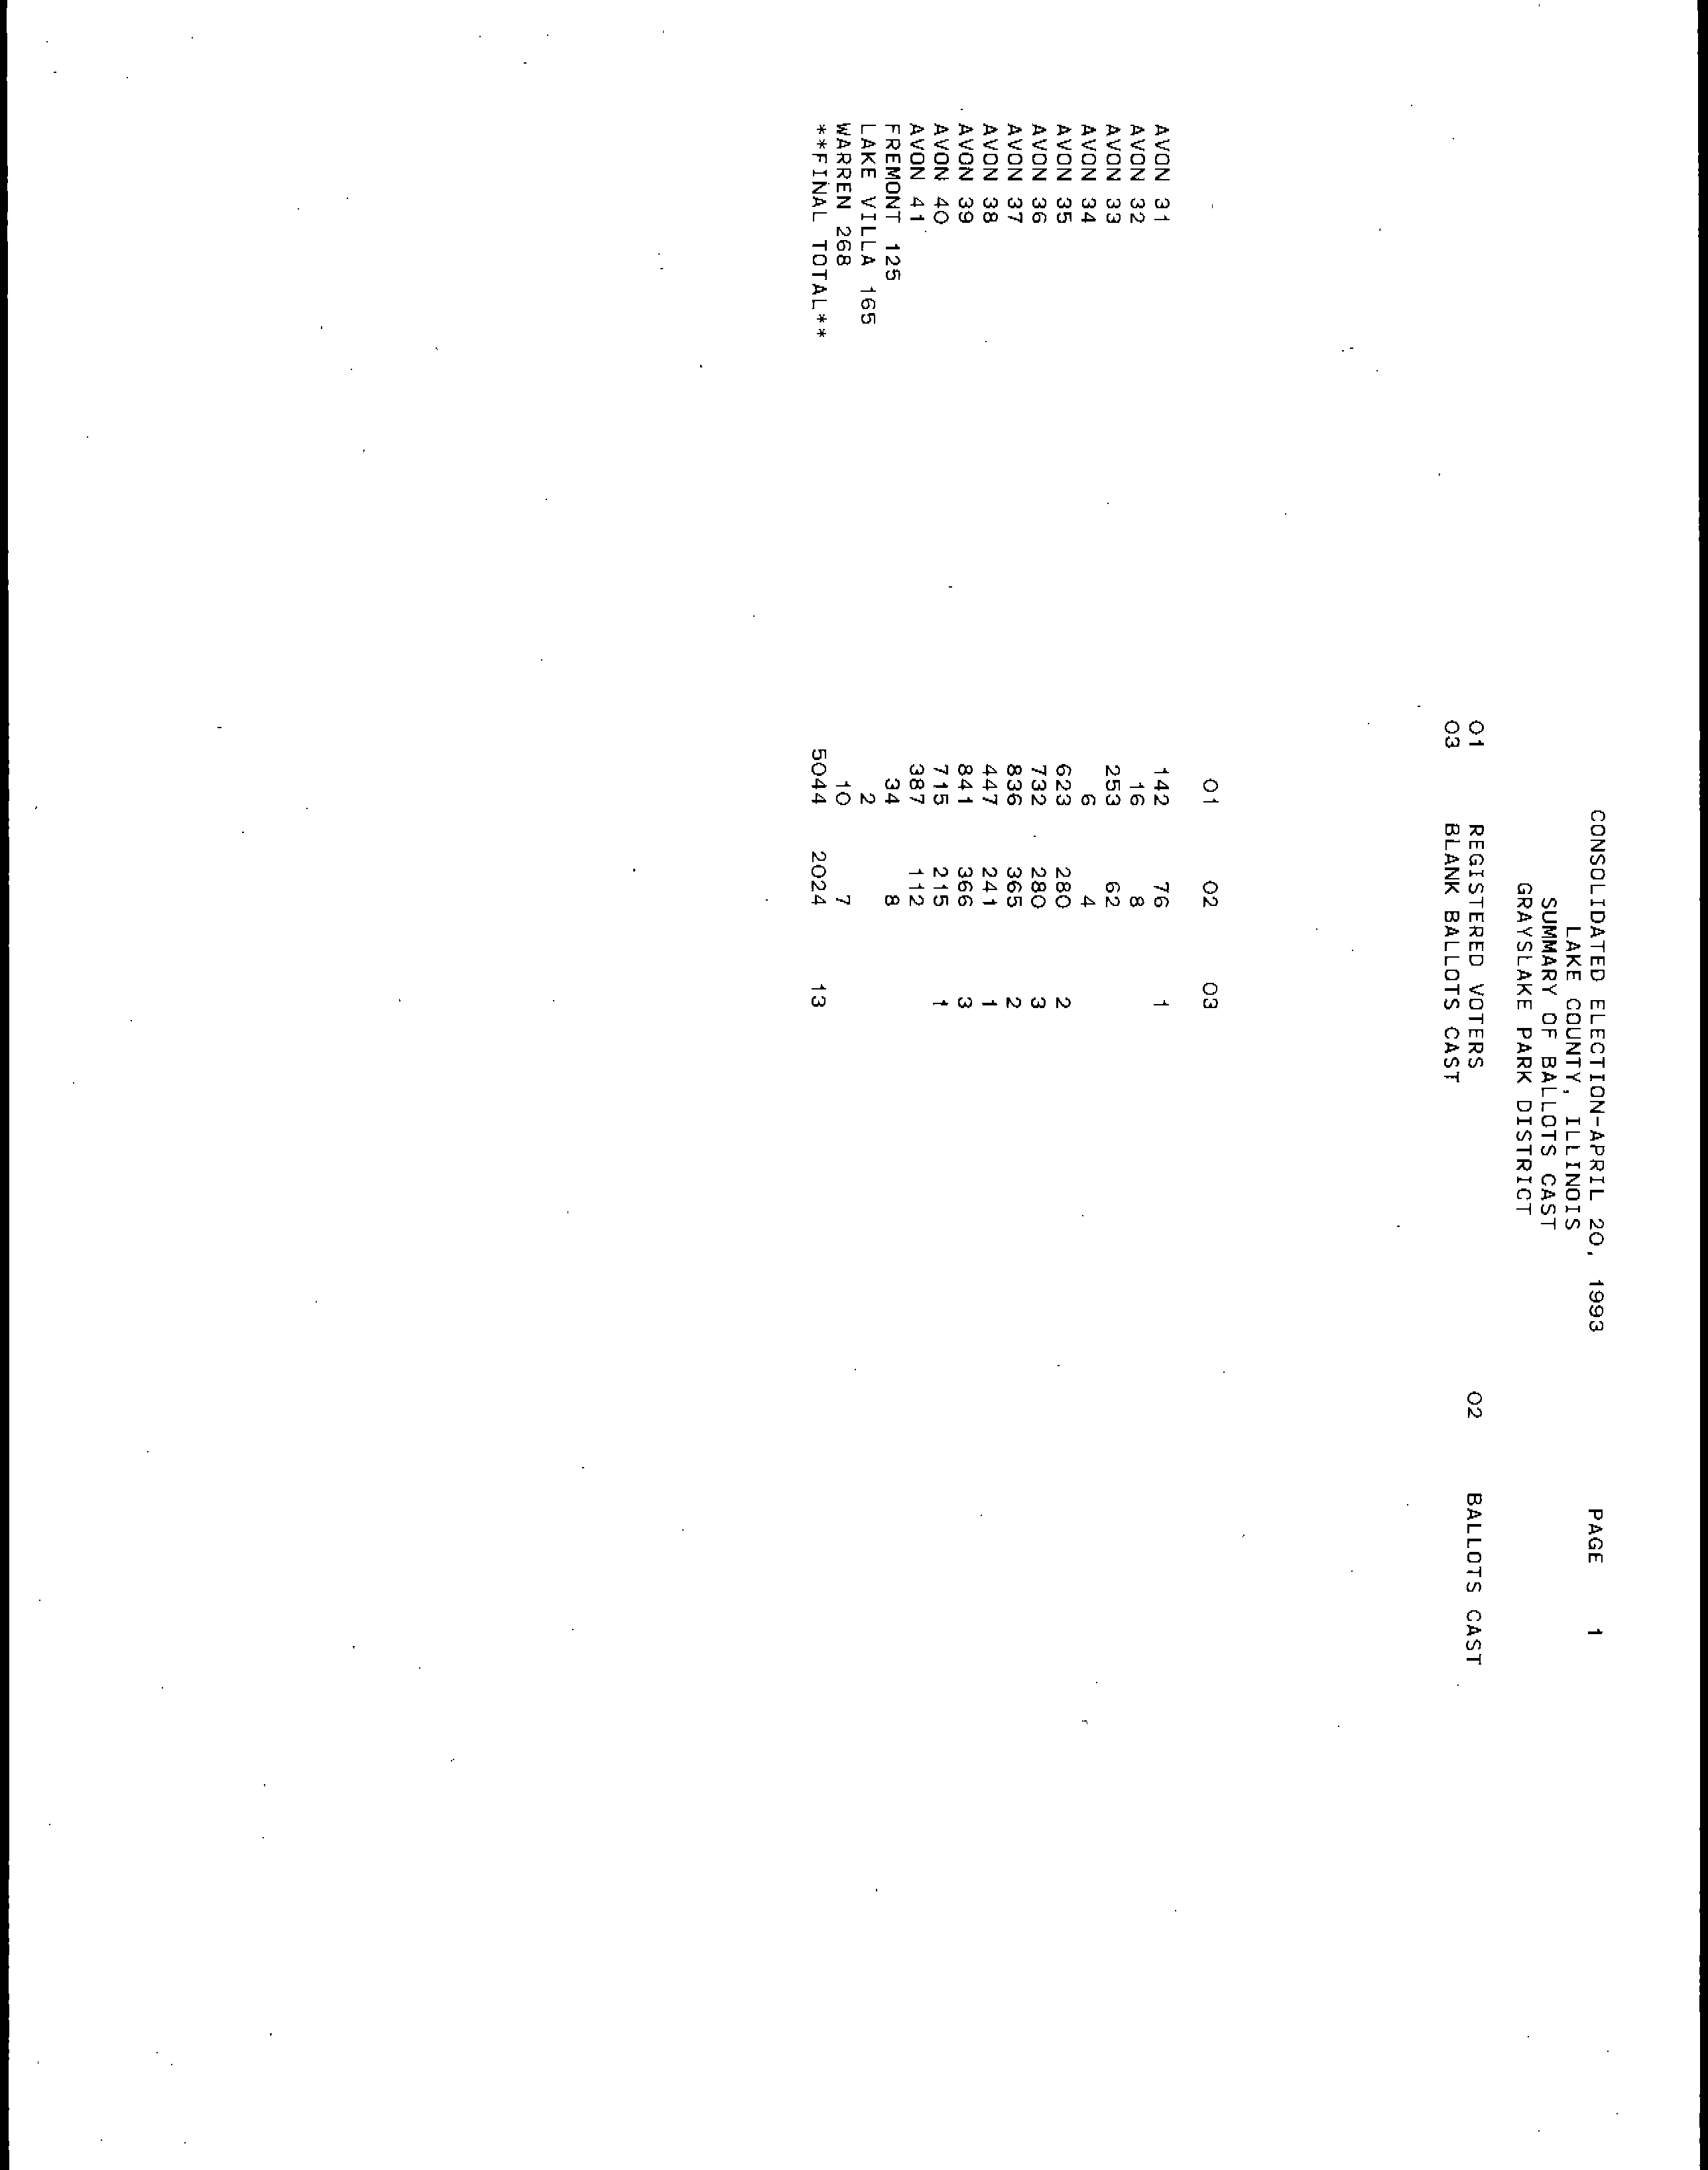 CONSOLIDATED ELECTION-APRIL 20, 1993 PAGE 1
LAKE COUNTY, ILLINOIS
SUMMARY OF BALLOTS CAST
GRAYSLAKE PARK DISTRICT
01 REGISTERED VOTERS 02 BALLOTS CAST
03 BLANK BALLOTS CAST
01 02 03
AVON 31 142 76 1
AVON 32 16 8
AVON 33 253 62
AVON 34 6 4
AVON 35 623 280 2
AVON 36 732 280 3
AVON 37 836 365 2
AVON 38 447 241 1
AVON 39 841 366 3
AVON 40 715 215 1
AVON 41 387 112
FREMONT 125 34 8
LAKE VILLA 165 2
WARREN 268 10 7
**FINAL TOTAL** 5044 2024 13